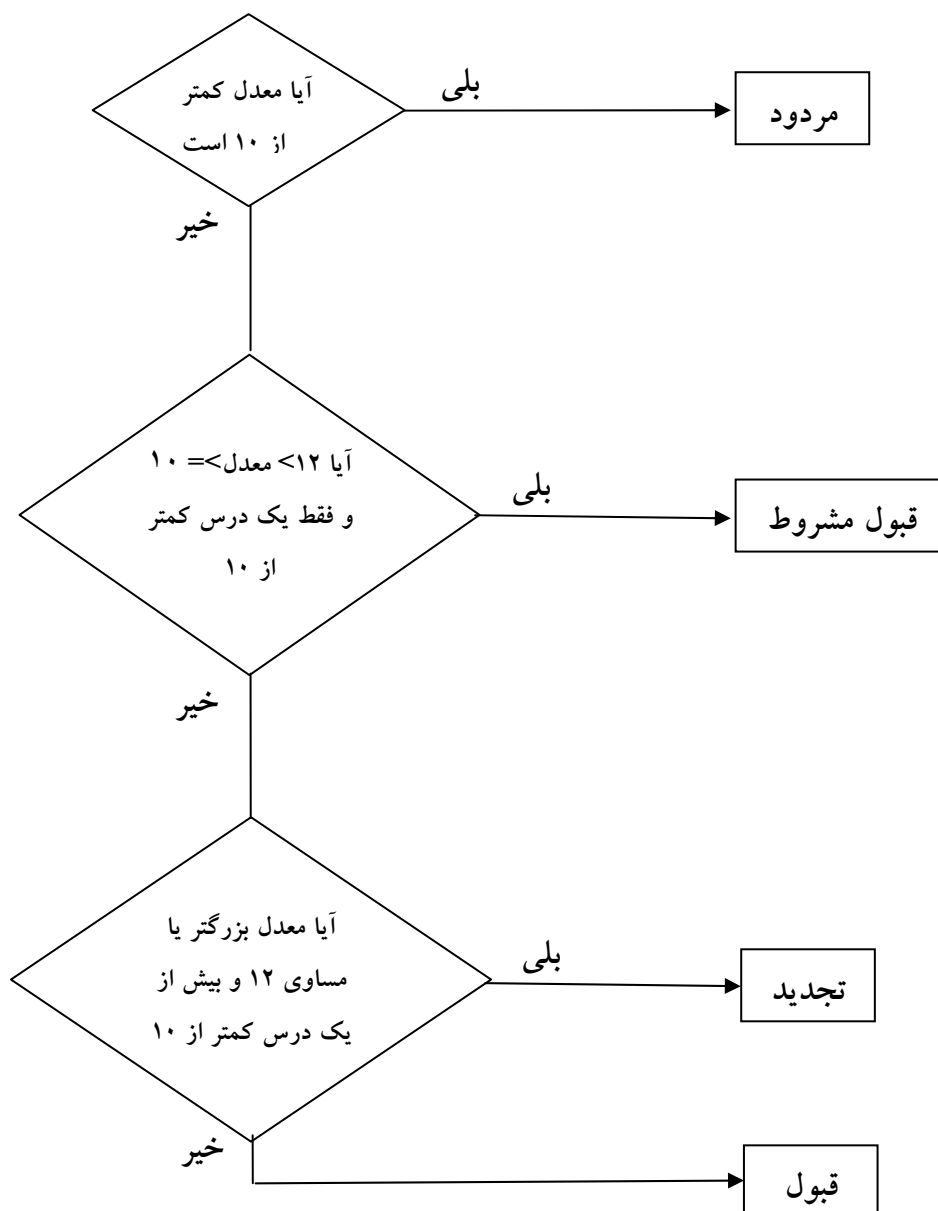 آیا معدل کمتر
از ۱۰ است
بلی
مردود
خیر
آیا ۱۲> معدل>= ۱۰
و فقط یک درس کمتر
از ۱۰
بلی
قبول مشروط
خیر
آیا معدل بزرگتر یا
مساوی ۱۲ و بیش از
یک درس کمتر از ۱۰
بلی
تجدید
خیر
قبول